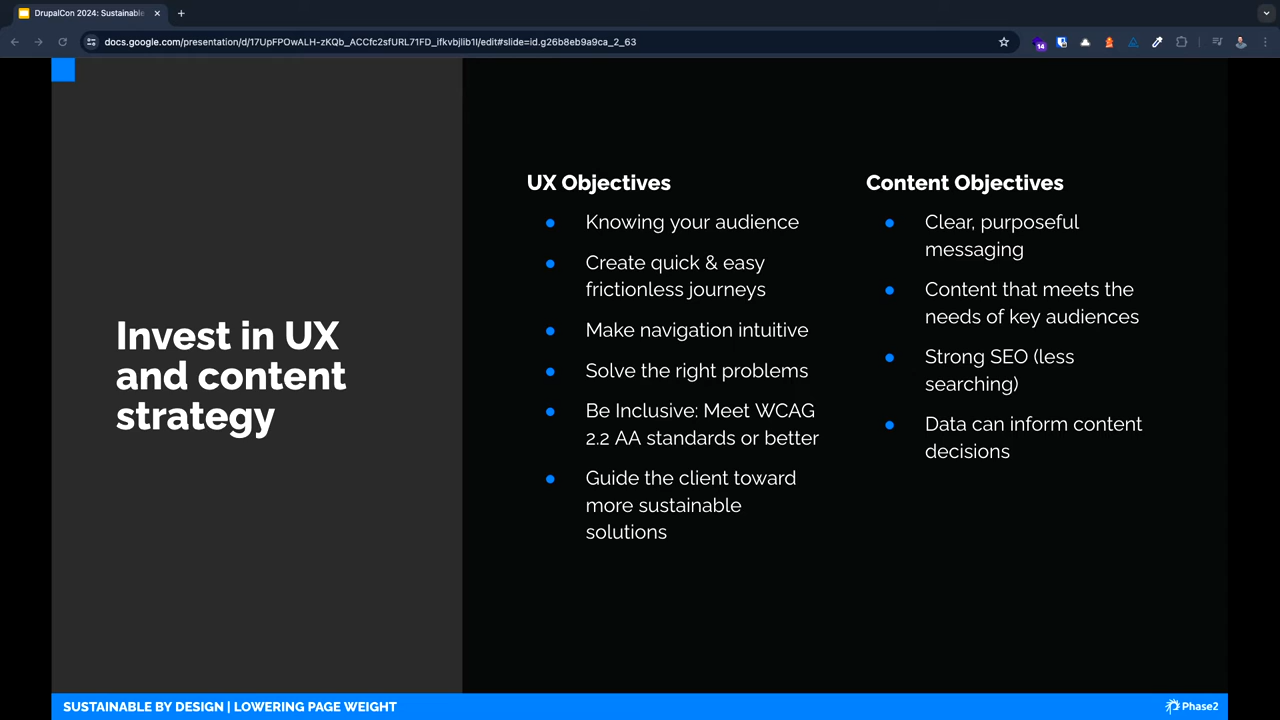 DrupalCon 2024: Sustainable
docs.google.com/presentation/d/17UpFPOwALH-zKQb_ACCfc2sfURL71FD_ifkvbjlib1I/edit#slide=id.g26b8eb9a9ca_2_63
14
Invest in UX
and content
strategy
UX Objectives
Knowing your audience
Create quick & easy
frictionless journeys
Make navigation intuitive
Solve the right problems
Be Inclusive: Meet WCAG
2.2 AA standards or better
Guide the client toward
more sustainable
solutions
Content Objectives
Clear, purposeful
messaging
Content that meets the
needs of key audiences
Strong SEO (less
searching)
Data can inform content
decisions
SUSTAINABLE BY DESIGN | LOWERING PAGE WEIGHT
Phase2